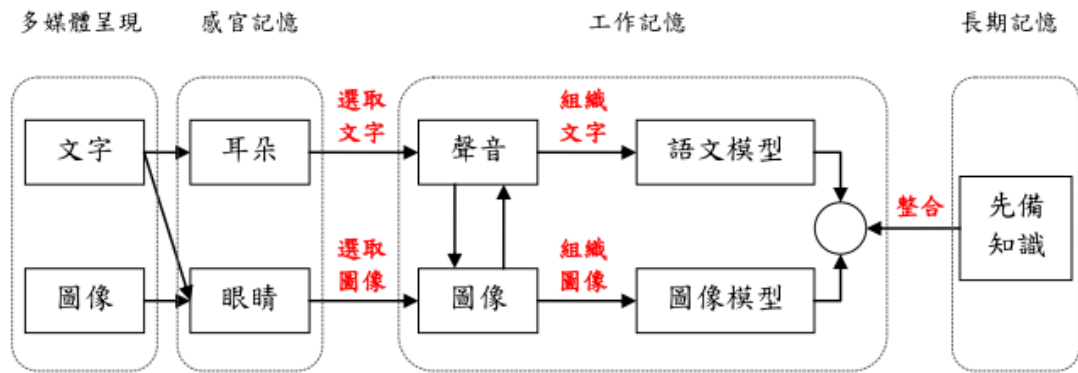 多媒體呈現
感官記憶
工作記憶
長期記憶
選取
文字
組織
文字
文字
耳朵
聲音
語文模型
整合
先備
知識
選取
圖像
組織
圖像
圖像
眼睛
圖像
圖像模型